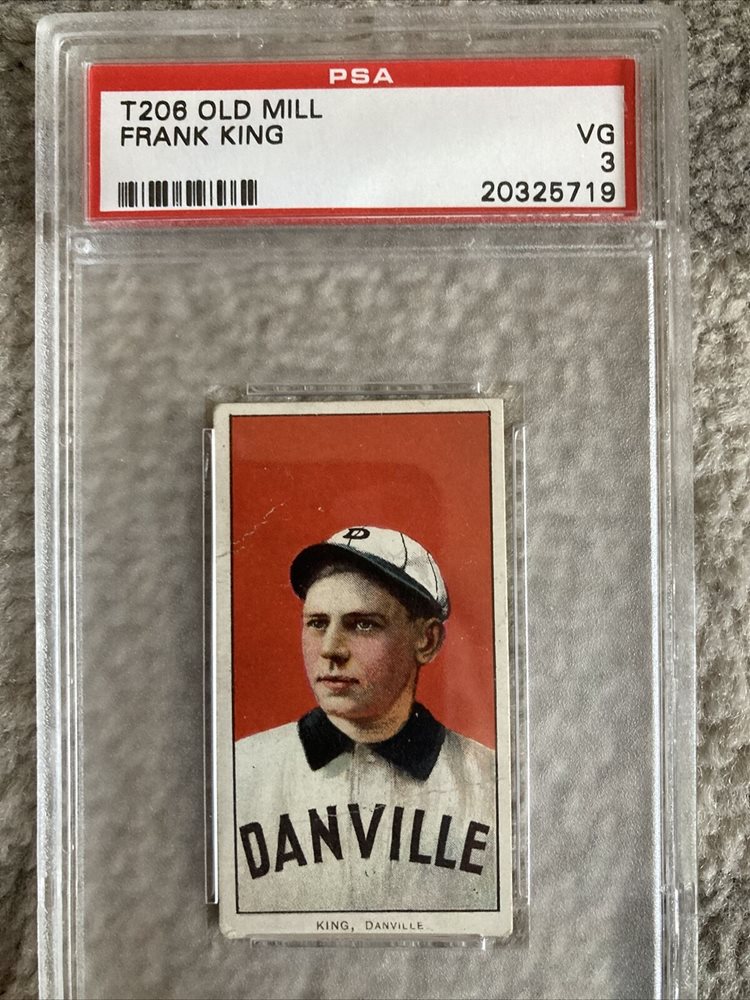 PSA
T206 OLD MILL
FRANK KING
VG
3
20325719
D
DANVILLE
KING, DANVILLE